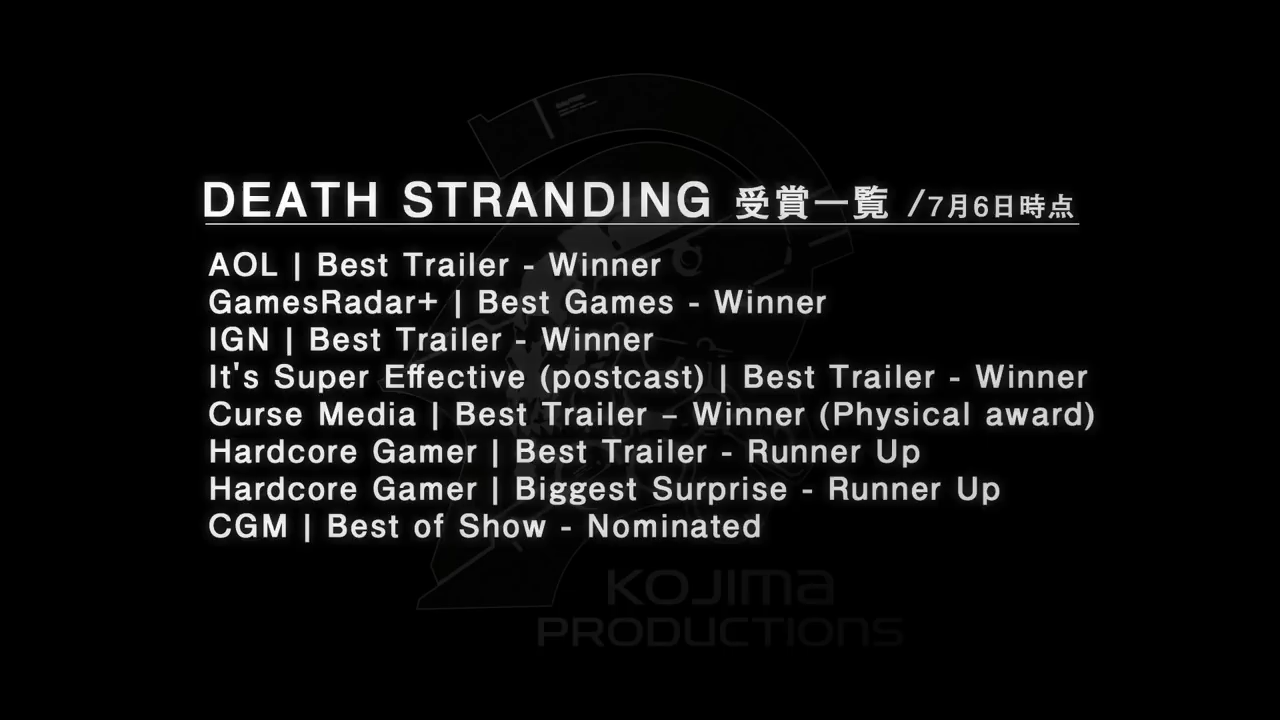 DEATH STRANDING 受賞一覧 /7月6日時点
AOL | Best Trailer - Winner
GamesRadar+ | Best Games - Winner
IGN | Best Trailer - Winner
It's Super Effective (postcast) | Best Trailer - Winner
Curse Media | Best Trailer – Winner (Physical award)
Hardcore Gamer | Best Trailer - Runner Up
Hardcore Gamer | Biggest Surprise - Runner Up
CGM | Best of Show - Nominated
KOJIMA
PRODUCTIONS